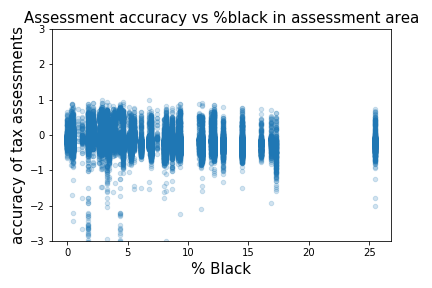 Assessment accuracy vs %black in assessment area
accuracy of tax assessments
3
2
1
0
−1
−2
−3
0 5 10 15 20 25
% Black